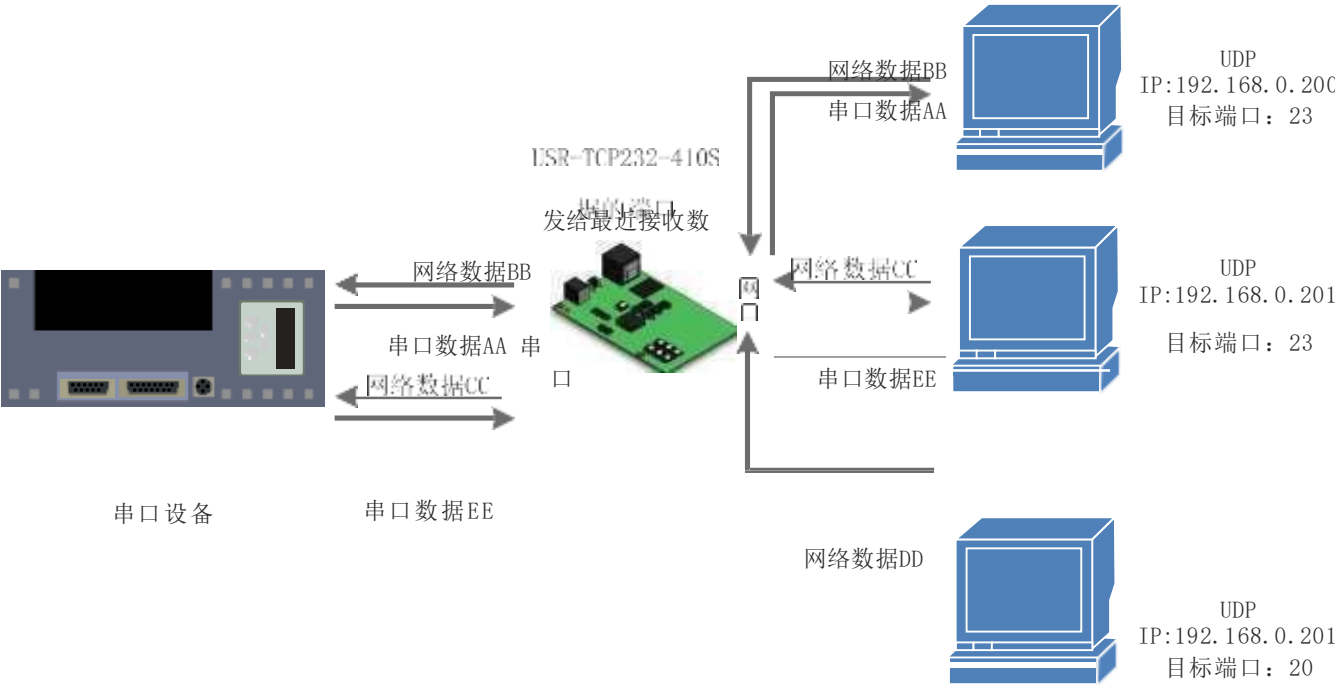 网络数据BB
串口数据AA
UDP
IP:192.168.0.200
目标端口：23
USR-TCP232-410S
据的端口
发给最近接收数
网络数据BB
串口数据AA 串
口
网络数据CC
串口数据EE
串口设备
网
口
网络数据CC
串口数据EE
UDP
IP:192.168.0.201
目标端口：23
网络数据DD
UDP
IP:192.168.0.201
目标端口：20